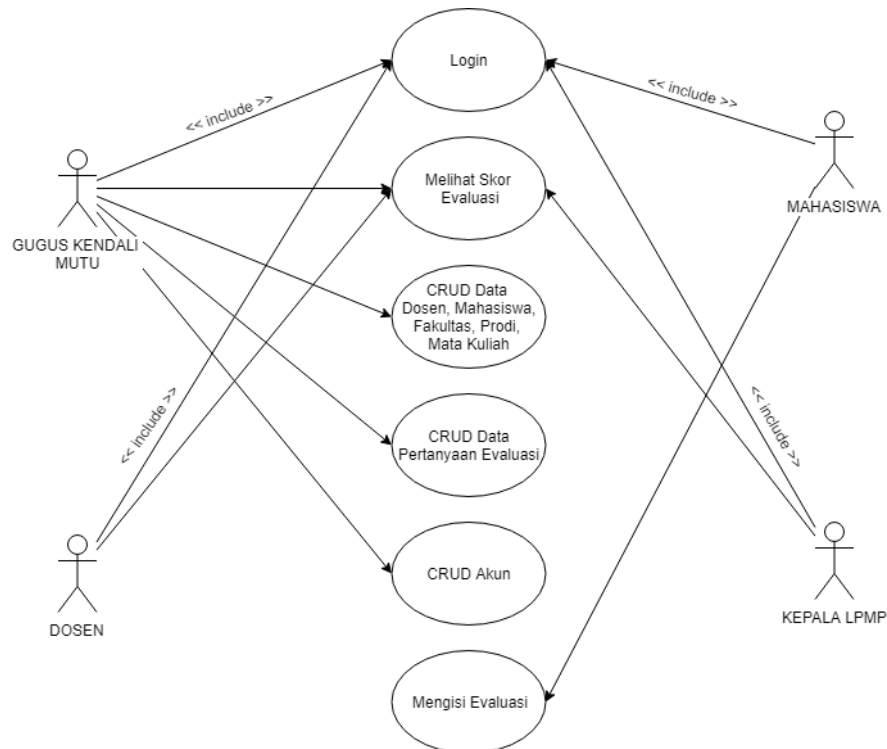 Login
<< include >>
<< include >>
Melihat Skor
Evaluasi
GUGUS KENDALI
MUTU
MAHASISWA
CRUD Data
Dosen, Mahasiswa,
Fakultas, Prodi,
Mata Kuliah
<< include >>
<< include >>
CRUD Data
Pertanyaan Evaluasi
CRUD Akun
DOSEN
KEPALA LPMP
Mengisi Evaluasi